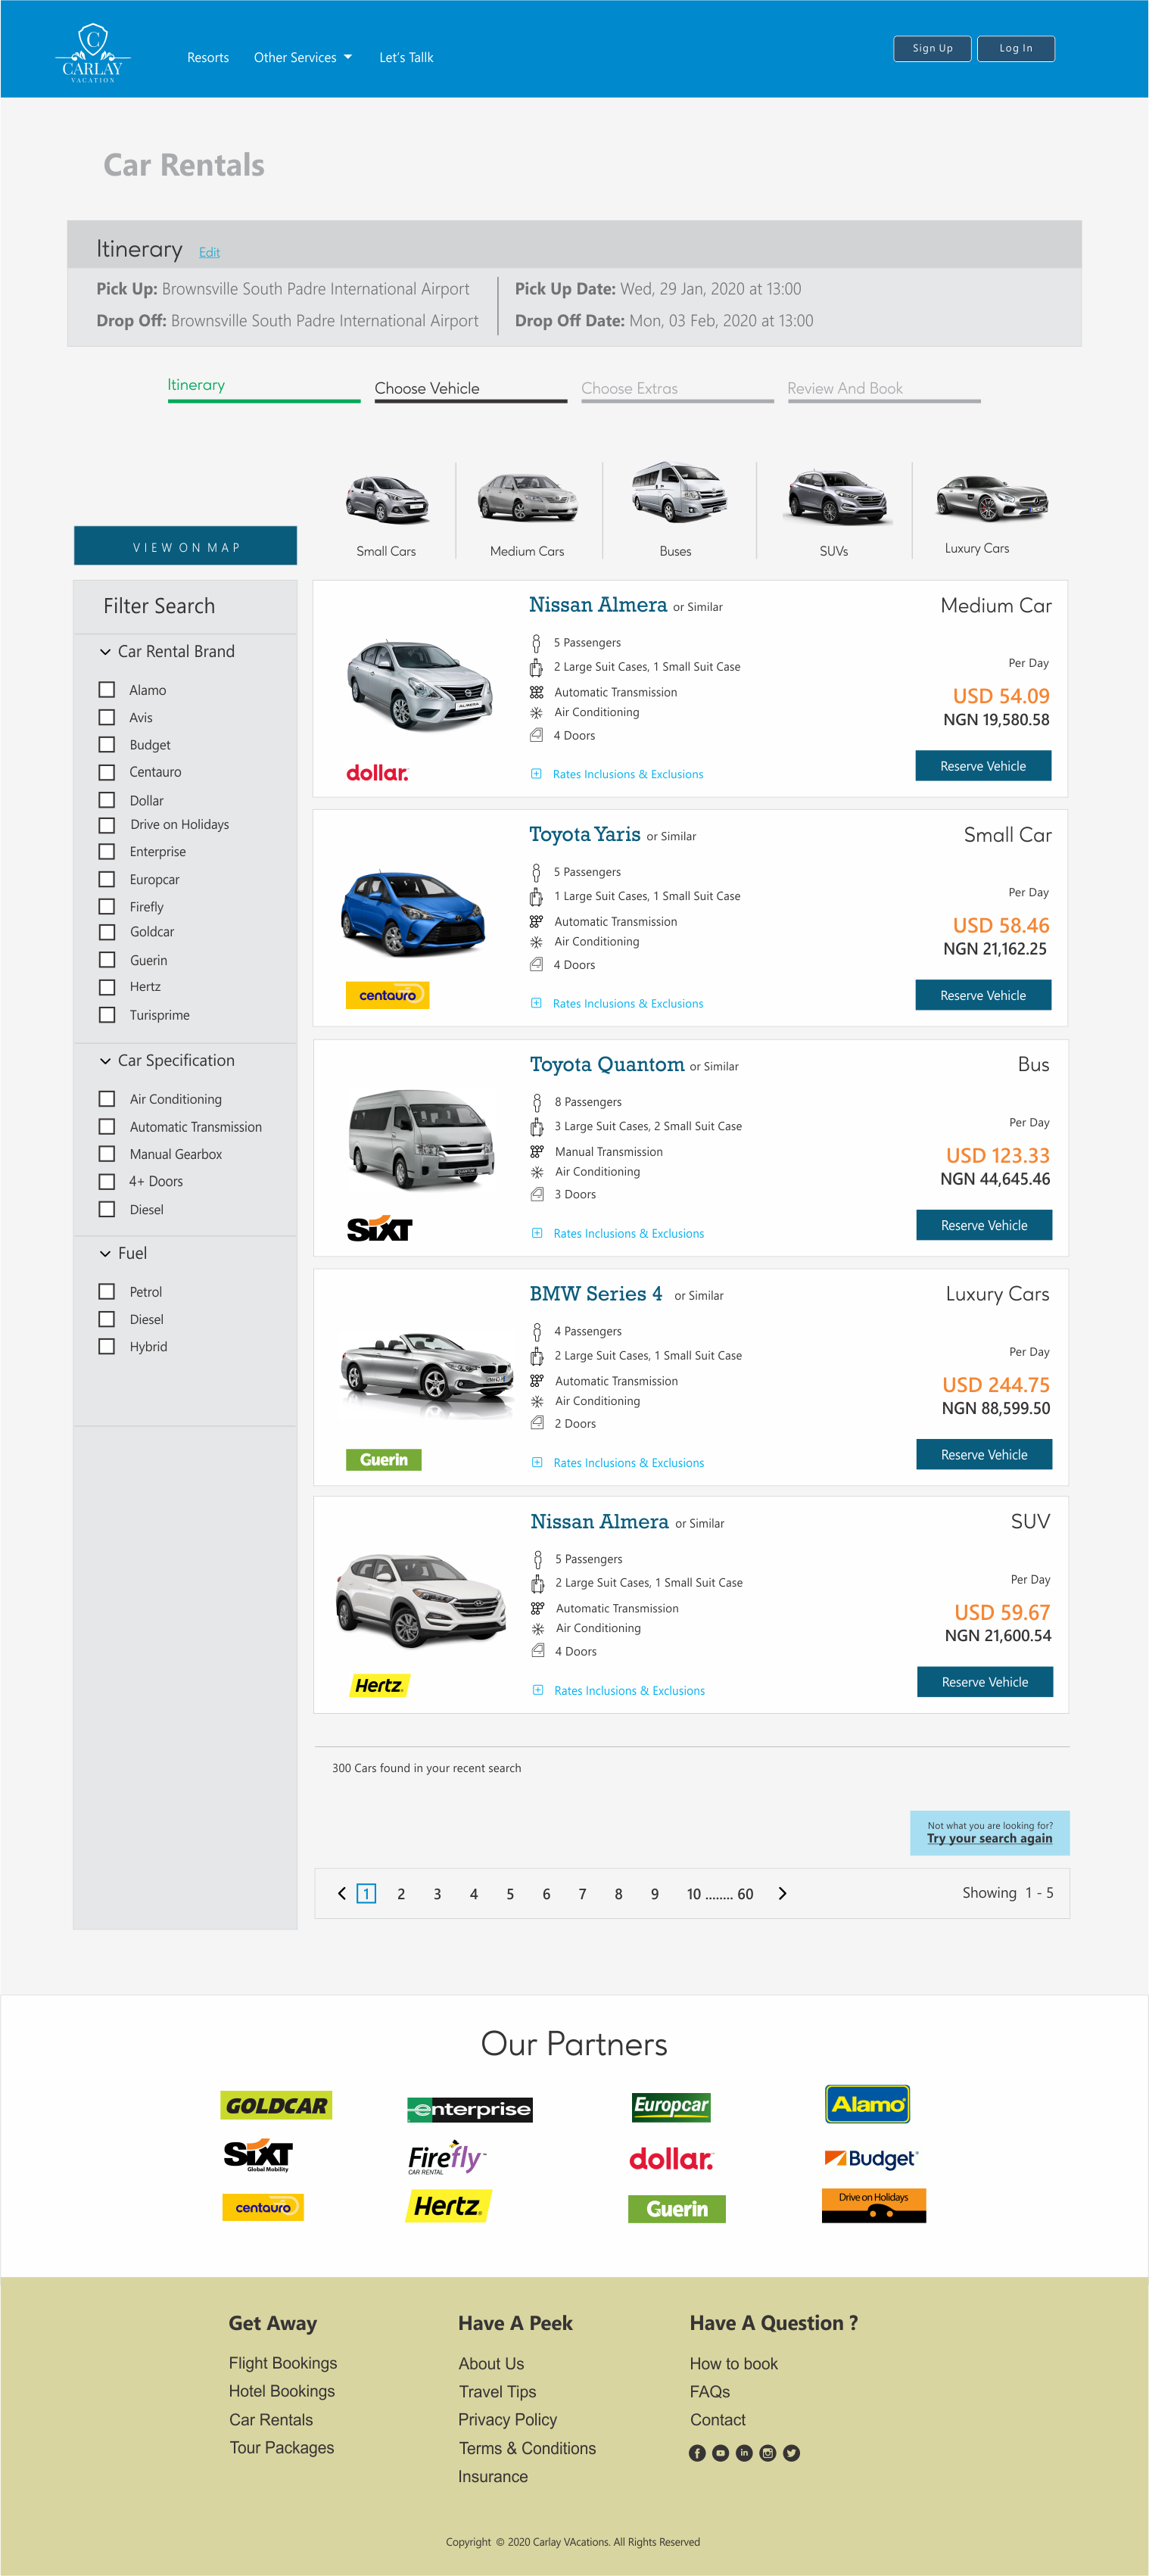 C
CARLAY
VACATION
Resorts
Other Services
Let's Tallk
Sign Up
Log In
Car Rentals
Itinerary Edit
Pick Up: Brownsville South Padre International Airport
Drop Off: Brownsville South Padre International Airport
Pick Up Date: Wed, 29 Jan, 2020 at 13:00
Drop Off Date: Mon, 03 Feb, 2020 at 13:00
Itinerary
Choose Vehicle
Choose Extras
Review And Book
VIEW ON MAP
Small Cars
Medium Cars
Buses
SUVs
Luxury Cars
Filter Search
Car Rental Brand
Alamo
Avis
Budget
Centauro
Dollar
Drive on Holidays
Enterprise
Europcar
Firefly
Goldcar
Guerin
Hertz
Turisprime
Car Specification
Air Conditioning
Automatic Transmission
Manual Gearbox
4+ Doors
Diesel
Fuel
Petrol
Diesel
Hybrid
Nissan Almera or Similar
Medium Car
5 Passengers
2 Large Suit Cases, 1 Small Suit Case
Automatic Transmission
Air Conditioning
4 Doors
Rates Inclusions & Exclusions
ALMERA
dollar.
Per Day
USD 54.09
NGN 19,580.58
Reserve Vehicle
Toyota Yaris or Similar
Small Car
5 Passengers
1 Large Suit Cases, 1 Small Suit Case
Automatic Transmission
Air Conditioning
4 Doors
Rates Inclusions & Exclusions
centauro
Per Day
USD 58.46
NGN 21,162.25
Reserve Vehicle
Toyota Quantom or Similar
Bus
8 Passengers
3 Large Suit Cases, 2 Small Suit Case
Manual Transmission
Air Conditioning
3 Doors
Rates Inclusions & Exclusions
SiXT
Per Day
USD 123.33
NGN 44,645.46
Reserve Vehicle
BMW Series 4 or Similar
Luxury Cars
4 Passengers
2 Large Suit Cases, 1 Small Suit Case
Automatic Transmission
Air Conditioning
2 Doors
Rates Inclusions & Exclusions
Guerin
Per Day
USD 244.75
NGN 88,599.50
Reserve Vehicle
Nissan Almera or Similar
SUV
5 Passengers
2 Large Suit Cases, 1 Small Suit Case
Automatic Transmission
Air Conditioning
4 Doors
Rates Inclusions & Exclusions
Hertz.
Per Day
USD 59.67
NGN 21,600.54
Reserve Vehicle
300 Cars found in your recent search
Not what you are looking for?
Try your search again
1 2 3 4 5 6 7 8 9 10 ........ 60
Showing 1 - 5
Our Partners
GOLDCAR
enterprise
Europcar
Alamo
SiXT
Global Mobility
Firefly
CAR RENTAL
dollar.
Budget
centauro
Hertz.
Guerin
Drive on Holidays
Get Away
Flight Bookings
Hotel Bookings
Car Rentals
Tour Packages
Have A Peek
About Us
Travel Tips
Privacy Policy
Terms & Conditions
Insurance
Have A Question ?
How to book
FAQs
Contact
Copyright © 2020 Carlay VAcations. All Rights Reserved